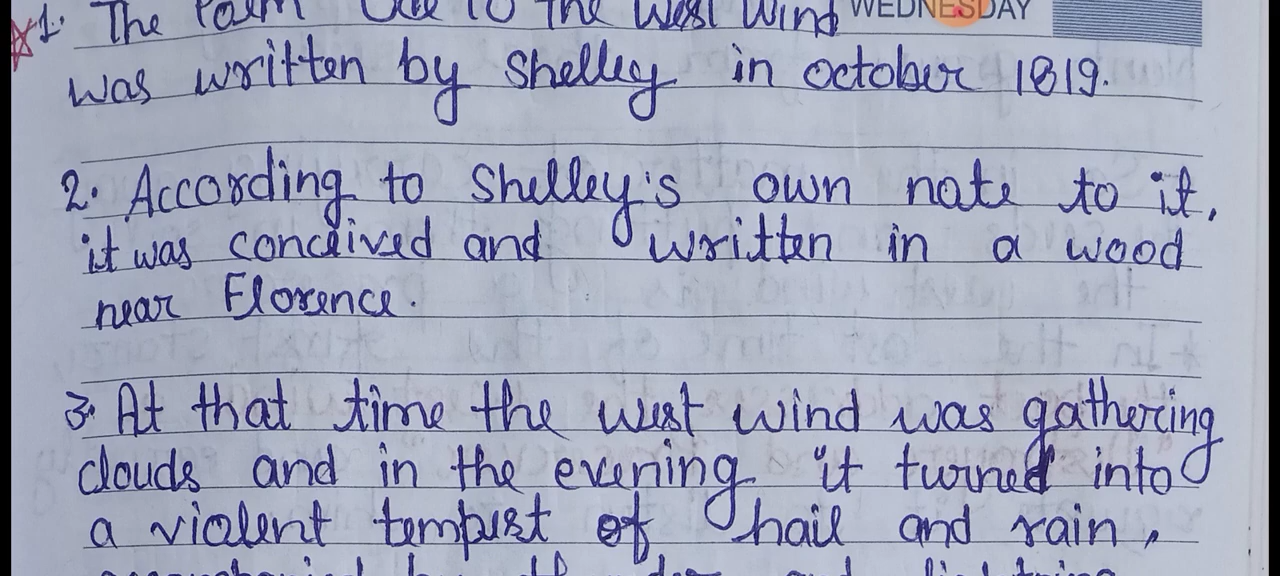 WEDNESDAY
1. The Poem Ode To The West Wind
was written by Shelley in october 1819.
2. According to Shelley's own note to it,
it was conceived and written in a wood
near Florence.
3. At that time the west wind was gathering
clouds and in the evening it turned into
a violent tempest of hail and rain,